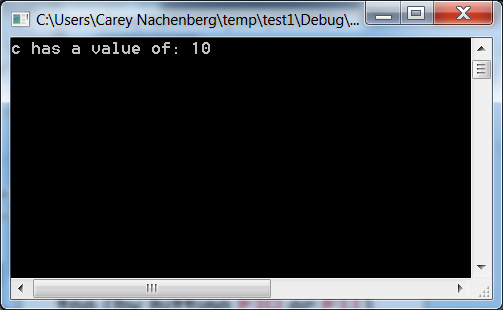 C:\Users\Carey Nachenberg\temp\test1\Debug\...
c has a value of: 10